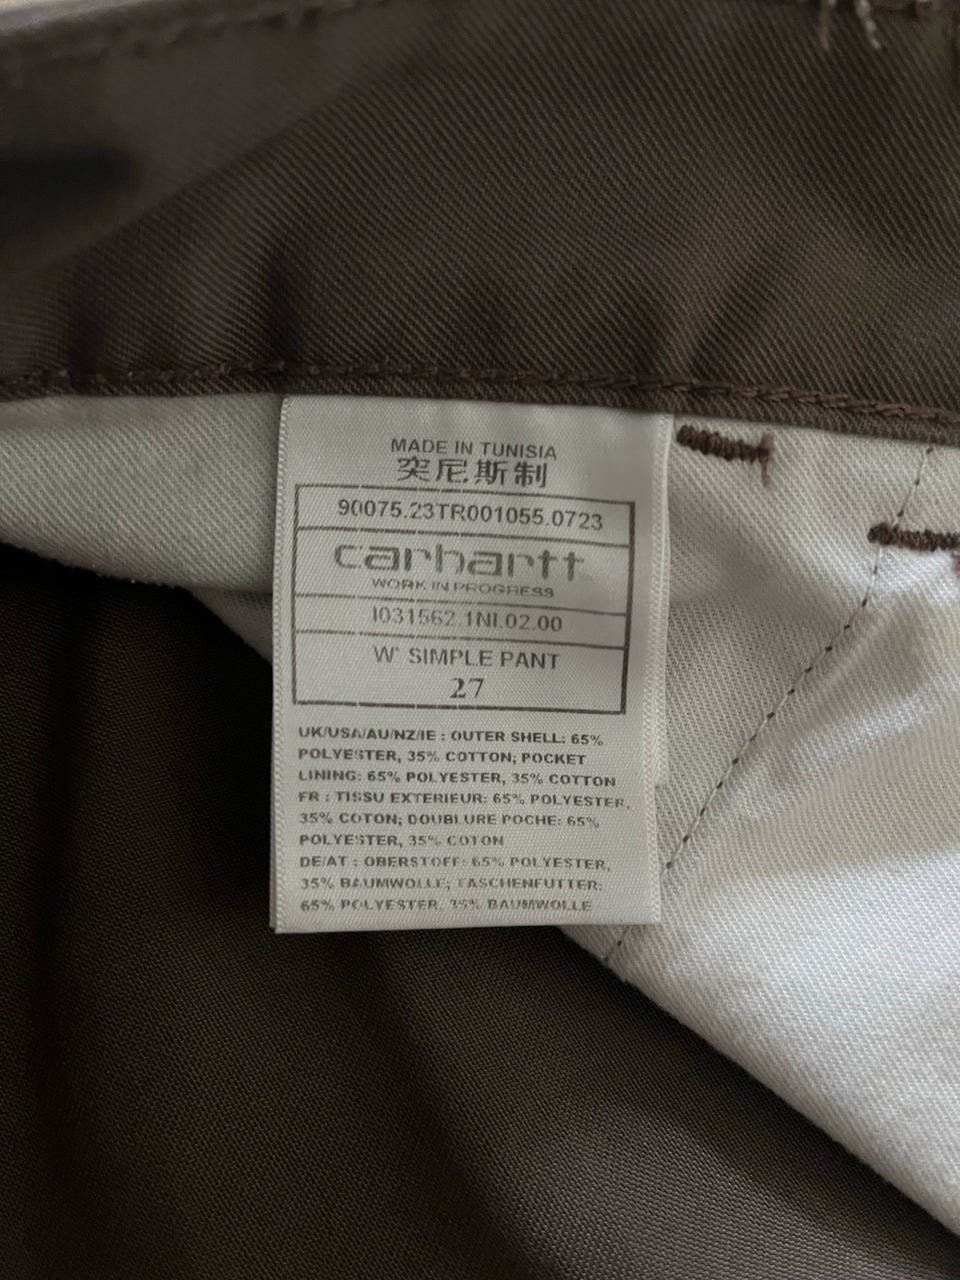 MADE IN TUNISIA
突尼斯制
90075.23TR001055.0723
carhartt
WORK IN PROGRESS
I031562.1NI.02.00
W' SIMPLE PANT
27
UK/USA/AU/NZ/IE : OUTER SHELL: 65%
POLYESTER, 35% COTTON; POCKET
LINING: 65% POLYESTER, 35% COTTON
FR : TISSU EXTERIEUR: 65% POLYESTER,
35% COTON; DOUBLURE POCHE: 65%
POLYESTER, 35% COTON
DE/AT : OBERSTOFF: 65% POLYESTER,
35% BAUMWOLLE; TASCHENFUTTER:
65% POLYESTER, 35% BAUMWOLLE